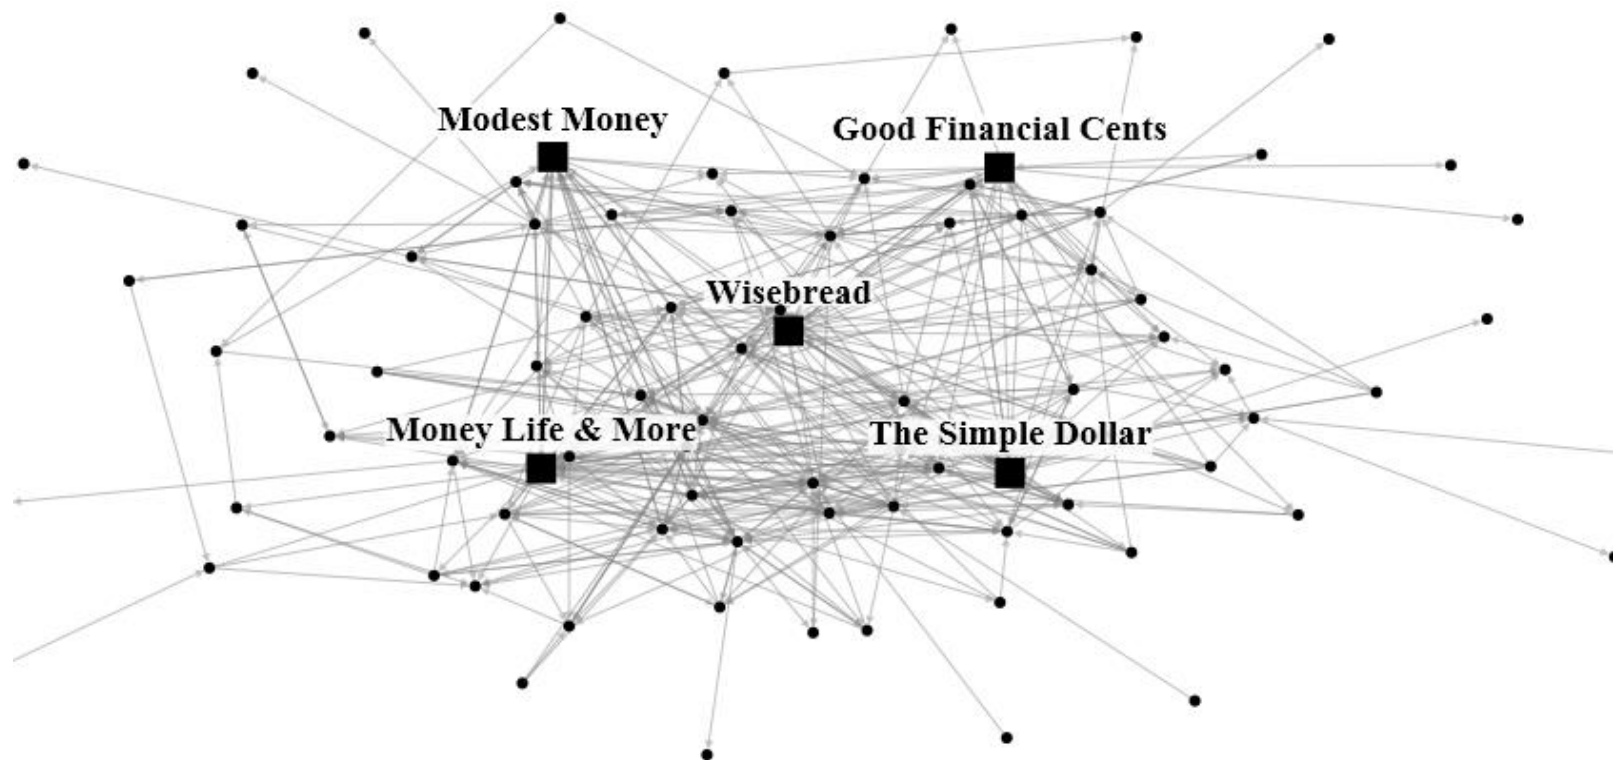 Modest Money
Good Financial Cents
Wisebread
Money Life & More
The Simple Dollar